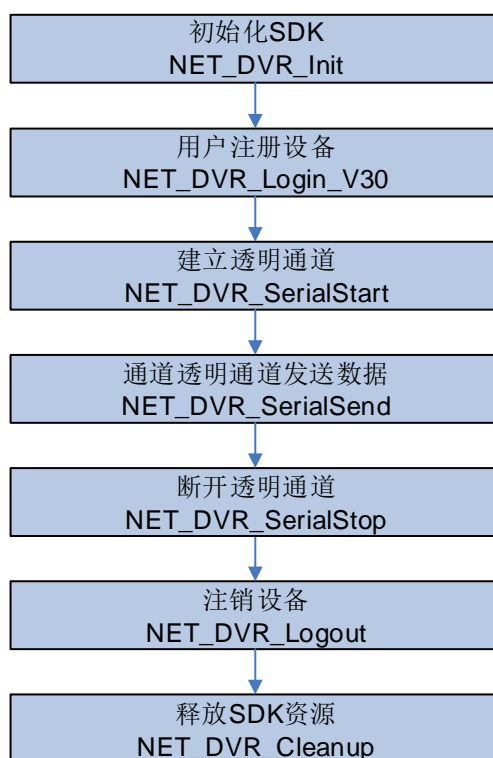 初始化SDK
NET_DVR_Init
用户注册设备
NET_DVR_Login_V30
建立透明通道
NET_DVR_SerialStart
通道透明通道发送数据
NET_DVR_SerialSend
断开透明通道
NET_DVR_SerialStop
注销设备
NET_DVR_Logout
释放SDK资源
NET_DVR_Cleanup